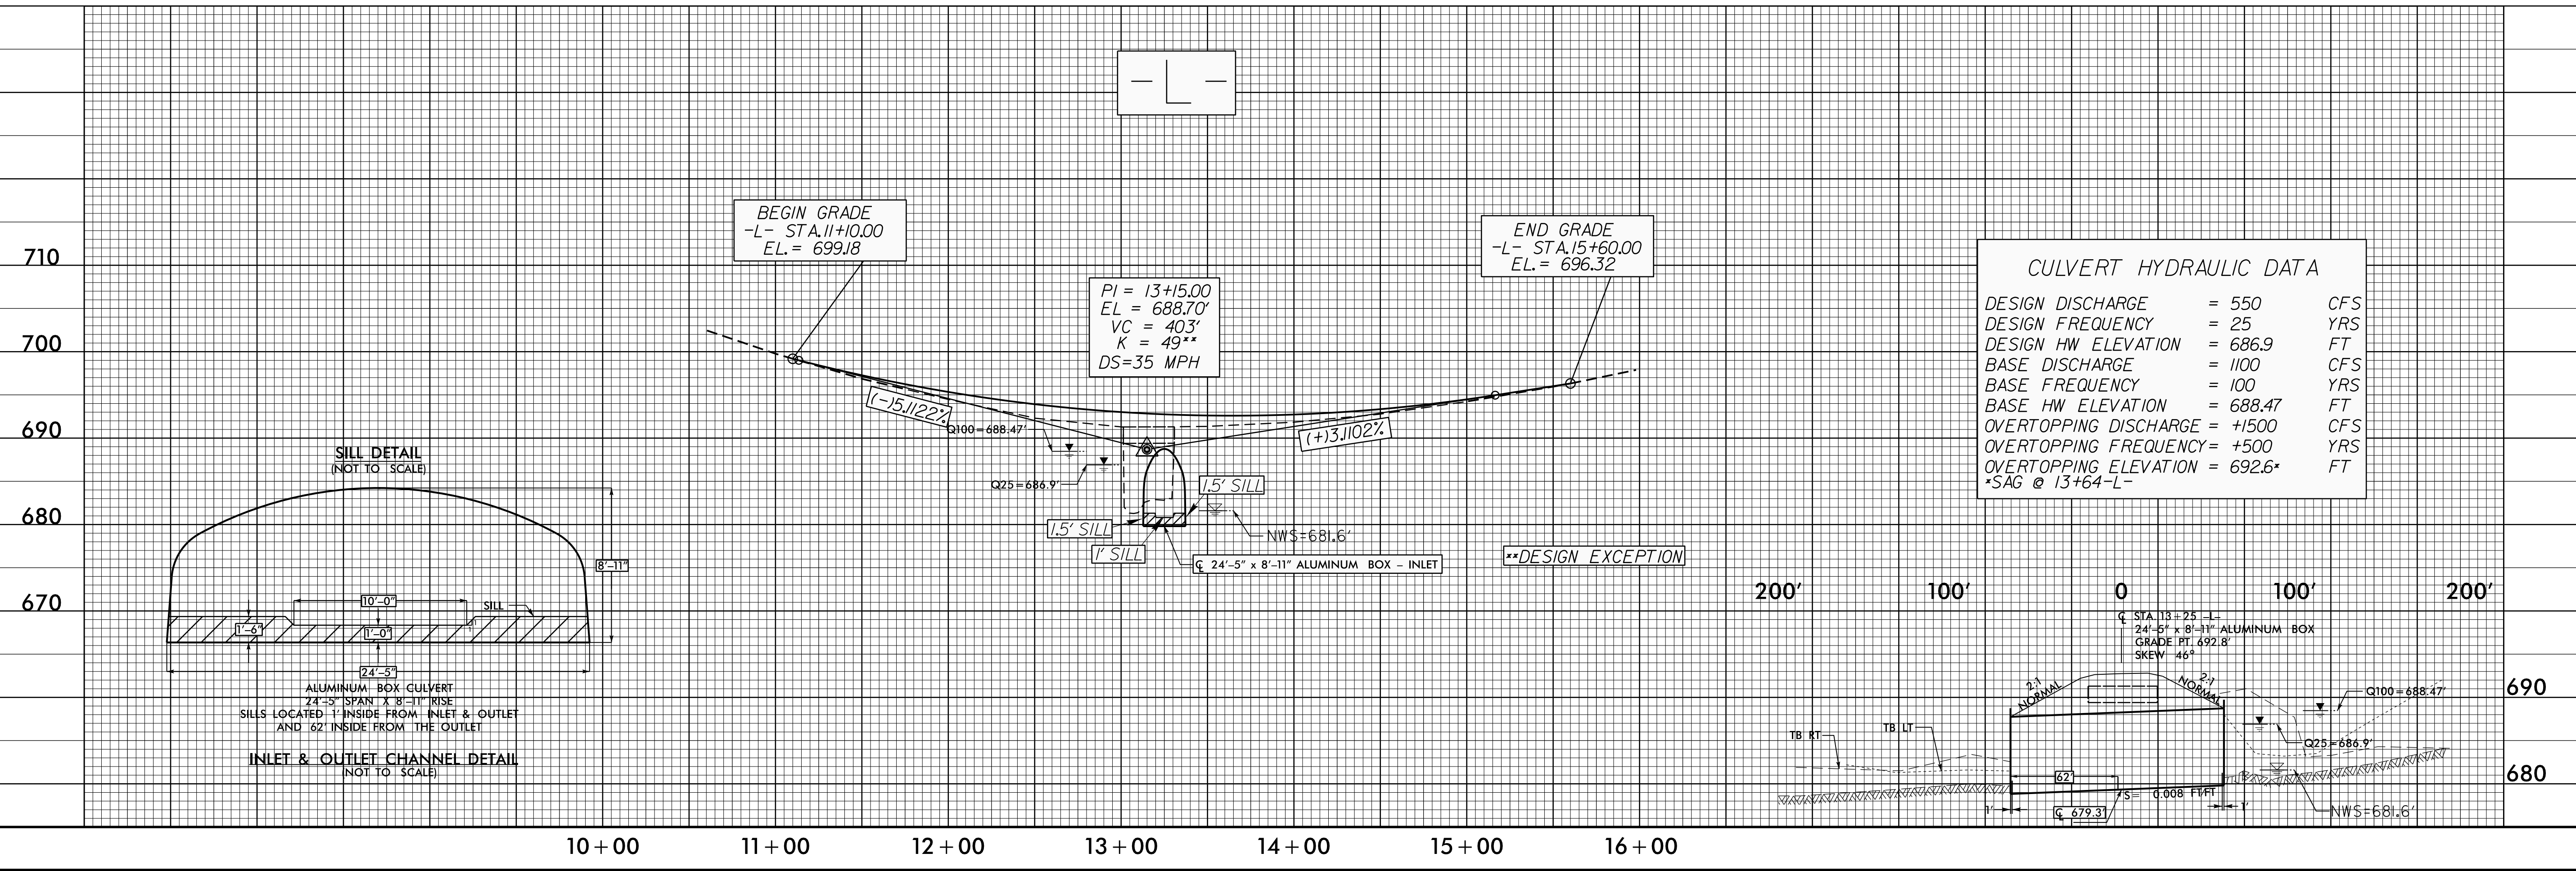 - L -
BEGIN GRADE
-L- STA.11+10.00
EL.= 699.18
END GRADE
-L- STA.15+60.00
EL.= 696.32
PI = 13+15.00
EL = 688.70'
VC = 403'
K = 49**
DS=35 MPH
CULVERT HYDRAULIC DATA
DESIGN DISCHARGE = 550 CFS
DESIGN FREQUENCY = 25 YRS
DESIGN HW ELEVATION = 686.9 FT
BASE DISCHARGE = 1100 CFS
BASE FREQUENCY = 100 YRS
BASE HW ELEVATION = 688.47 FT
OVERTOPPING DISCHARGE = +1500 CFS
OVERTOPPING FREQUENCY = +500 YRS
OVERTOPPING ELEVATION = 692.6* FT
*SAG @ 13+64-L-
710
700
690
680
670
(-)5.1122%
(+)3.1102%
Q100=688.47'
Q25=686.9'
1.5' SILL
1.5' SILL
1' SILL
NWS=681.6'
℄ 24'-5" x 8'-11" ALUMINUM BOX - INLET
**DESIGN EXCEPTION
SILL DETAIL
(NOT TO SCALE)
8'-11"
10'-0"
SILL
1'-6"
1'-0"
24'-5"
ALUMINUM BOX CULVERT
24'-5" SPAN X 8'-11" RISE
SILLS LOCATED 1' INSIDE FROM INLET & OUTLET
AND 62' INSIDE FROM THE OUTLET
INLET & OUTLET CHANNEL DETAIL
(NOT TO SCALE)
200' 100' 0 100' 200'
℄ STA. 13+25 -L-
24'-5" x 8'-11" ALUMINUM BOX
GRADE PT. 692.8'
SKEW 46°
2:1
NORMAL
2:1
NORMAL
Q100=688.47'
Q25=686.9'
TB RT
TB LT
62'
S= 0.008 FT/FT
1'
℄ 679.3'
1'
NWS=681.6'
690
680
10+00 11+00 12+00 13+00 14+00 15+00 16+00